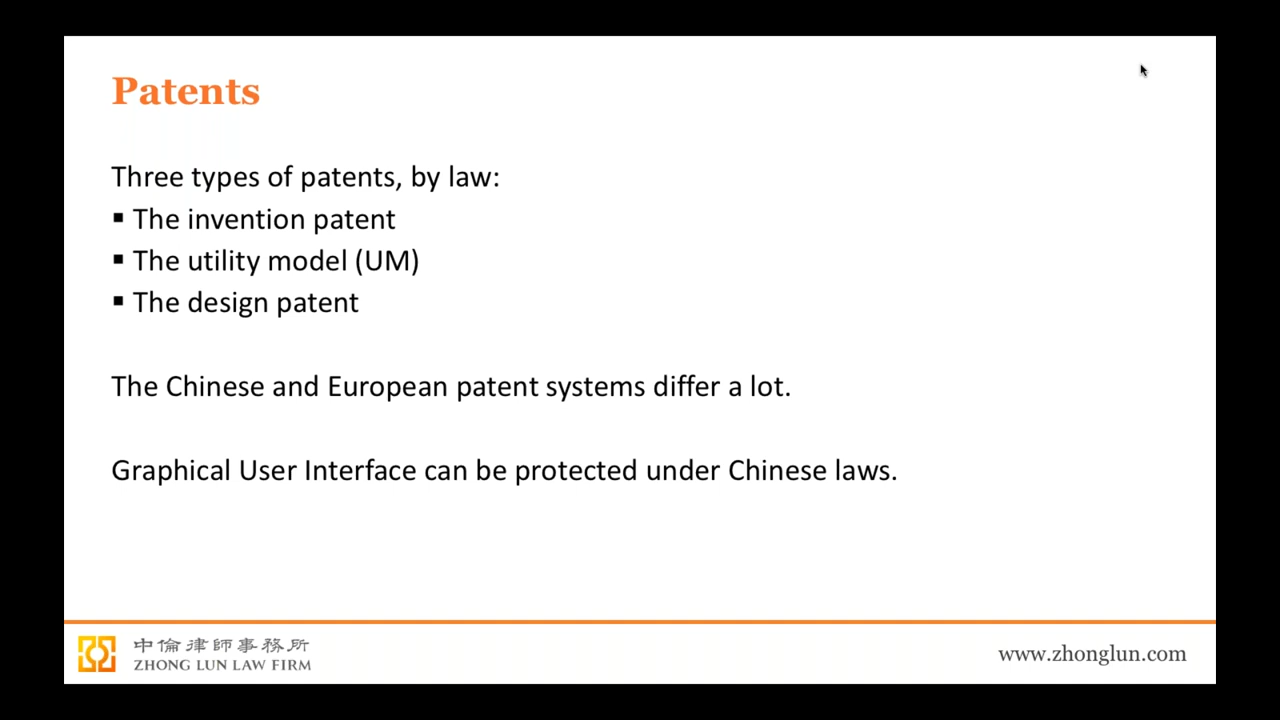 Patents
Three types of patents, by law:
▪ The invention patent
▪ The utility model (UM)
▪ The design patent
The Chinese and European patent systems differ a lot.
Graphical User Interface can be protected under Chinese laws.
中倫律師事務所
ZHONG LUN LAW FIRM
www.zhonglun.com